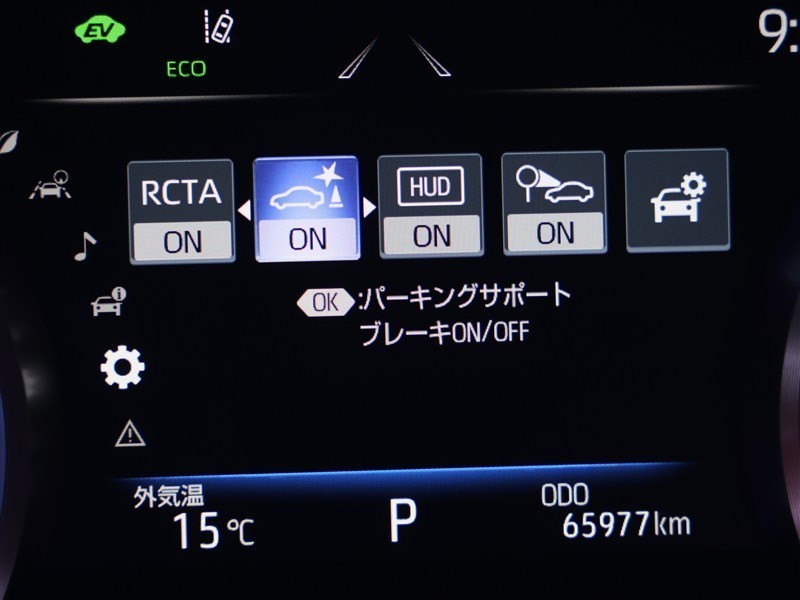 EV
ECO
9:
RCTA
ON
ON
HUD
ON
ON
OK :パーキングサポート
ブレーキON/OFF
外気温
15℃
P
ODO
65977km